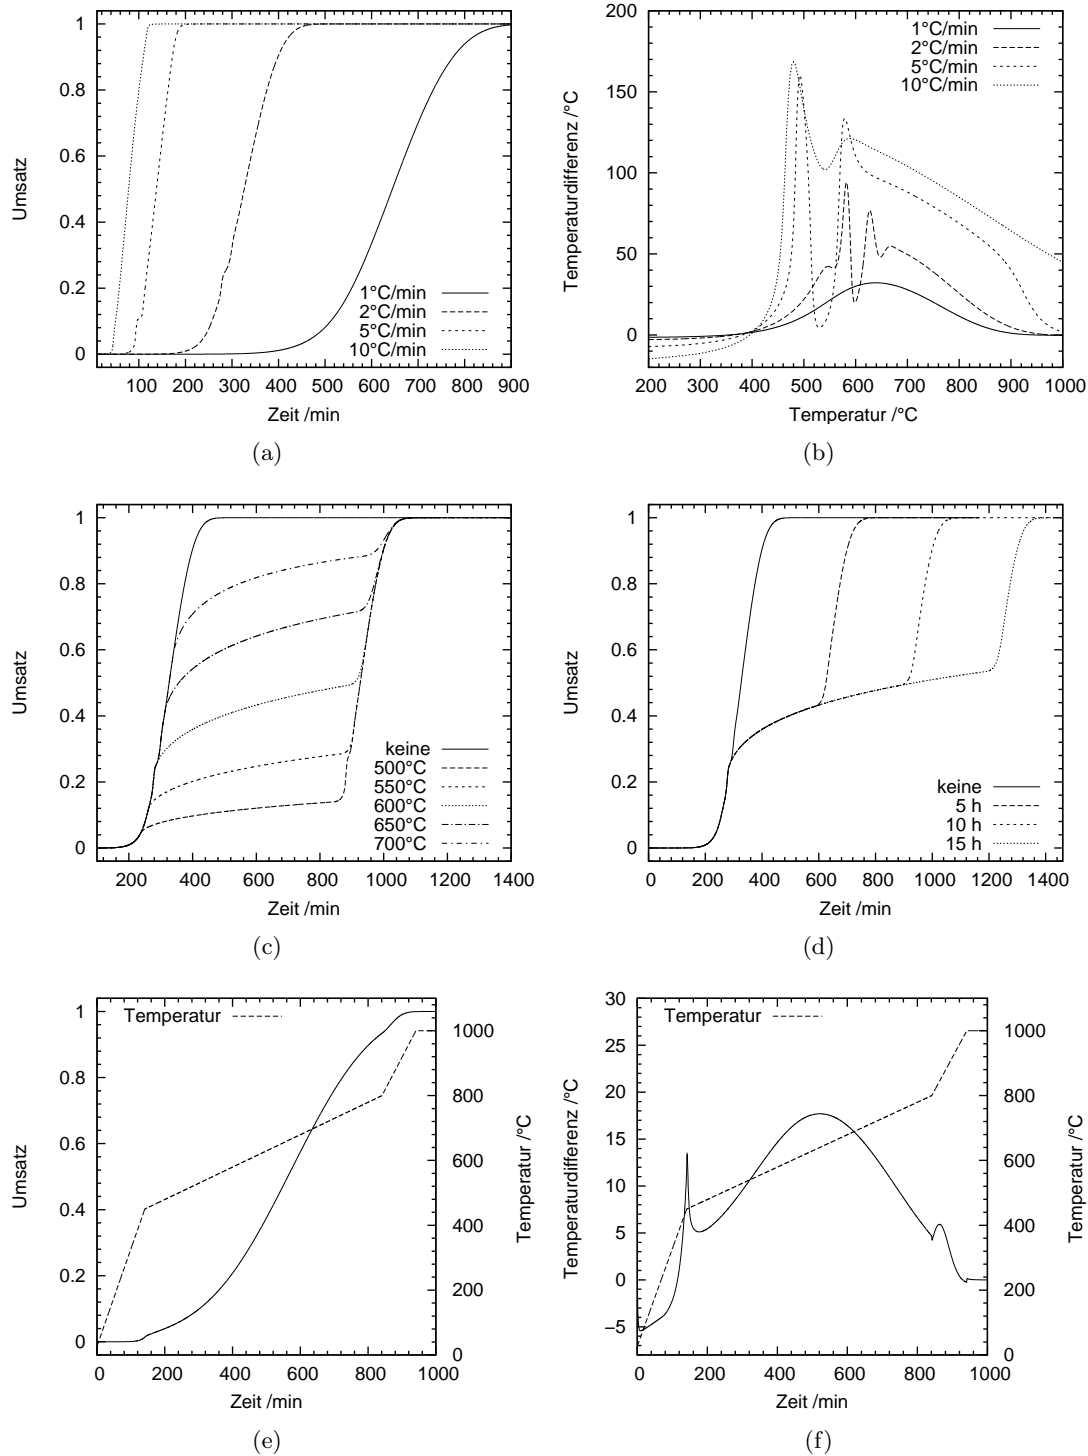 1
0.8
0.6
0.4
0.2
0
Umsatz
1°C/min
2°C/min
5°C/min
10°C/min
100 200 300 400 500 600 700 800 900
Zeit /min
(a)
200
150
100
50
0
Temperaturdifferenz /°C
1°C/min
2°C/min
5°C/min
10°C/min
200 300 400 500 600 700 800 900 1000
Temperatur /°C
(b)
1
0.8
0.6
0.4
0.2
0
Umsatz
keine
500°C
550°C
600°C
650°C
700°C
200 400 600 800 1000 1200 1400
Zeit /min
(c)
1
0.8
0.6
0.4
0.2
0
Umsatz
keine
5 h
10 h
15 h
0 200 400 600 800 1000 1200 1400
Zeit /min
(d)
Temperatur
1
0.8
0.6
0.4
0.2
0
Umsatz
1000
800
600
400
200
0
Temperatur /°C
0 200 400 600 800 1000
Zeit /min
(e)
Temperatur
30
25
20
15
10
5
0
−5
Temperaturdifferenz /°C
1000
800
600
400
200
0
Temperatur /°C
0 200 400 600 800 1000
Zeit /min
(f)